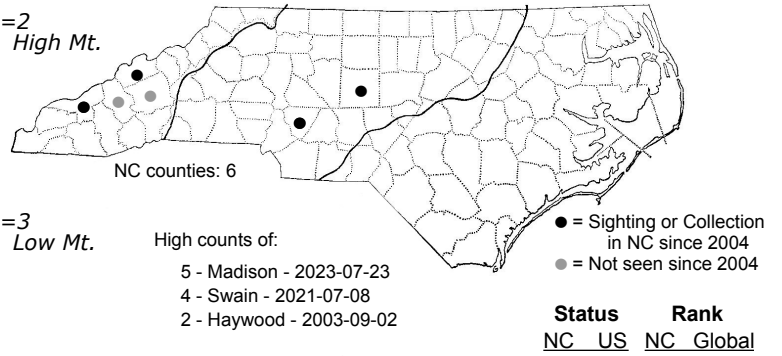 =2
High Mt.
NC counties: 6
=3
Low Mt.
High counts of:
5 - Madison - 2023-07-23
4 - Swain - 2021-07-08
2 - Haywood - 2003-09-02
= Sighting or Collection
in NC since 2004
= Not seen since 2004
Status Rank
NC US NC Global